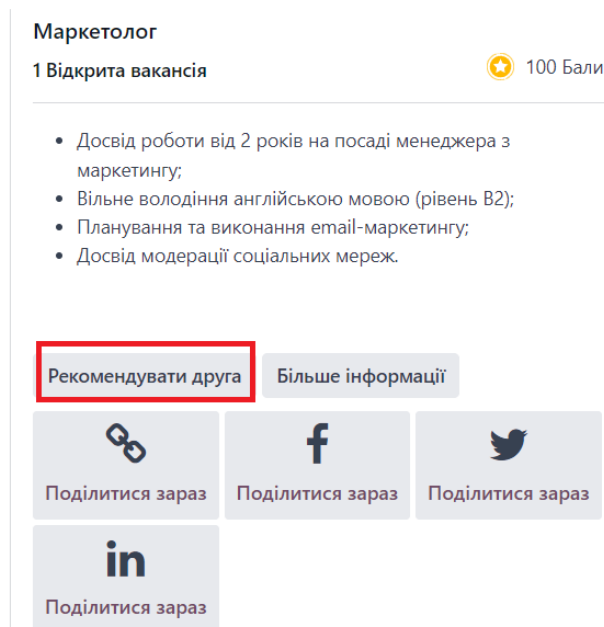 Маркетолог
1 Відкрита вакансія
100 Бали
Досвід роботи від 2 років на посаді менеджера з
маркетингу;
Вільне володіння англійською мовою (рівень B2);
Планування та виконання email-маркетингу;
Досвід модерації соціальних мереж.
Рекомендувати друга
Більше інформації
Поділитися зараз
Поділитися зараз
Поділитися зараз
in
Поділитися зараз